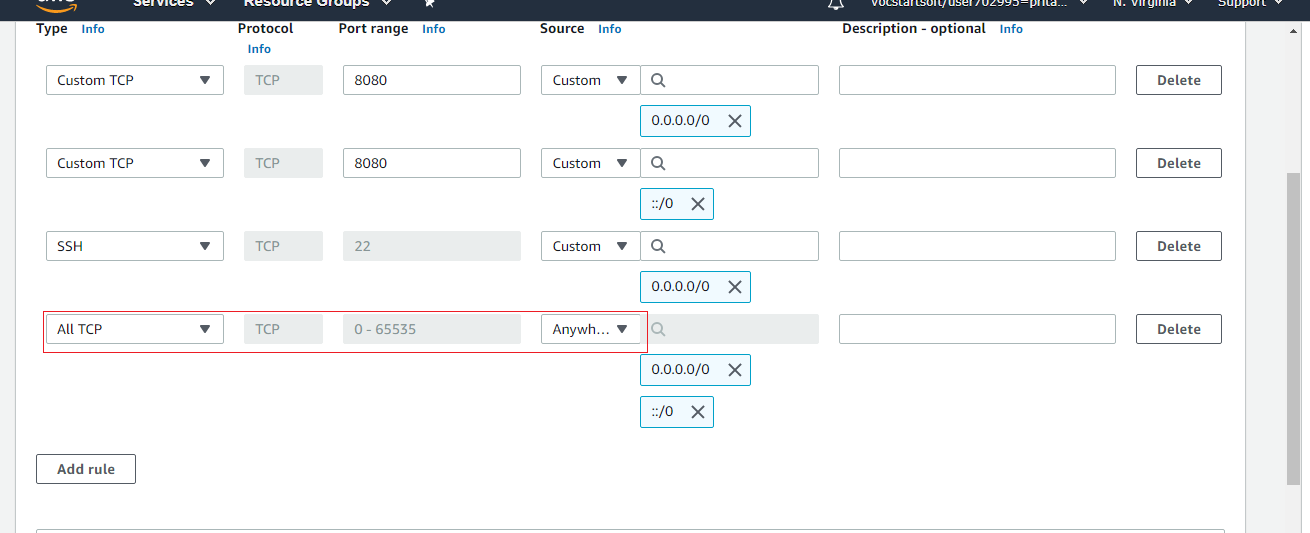 Services Resource Groups vocstartsoft/user702995=prita... N. Virginia Support
Type Info Protocol Port range Info Source Info Description - optional Info
Info
Custom TCP TCP 8080 Custom Delete
0.0.0.0/0
Custom TCP TCP 8080 Custom Delete
::/0
SSH TCP 22 Custom Delete
0.0.0.0/0
All TCP TCP 0 - 65535 Anywh... Delete
0.0.0.0/0
::/0
Add rule